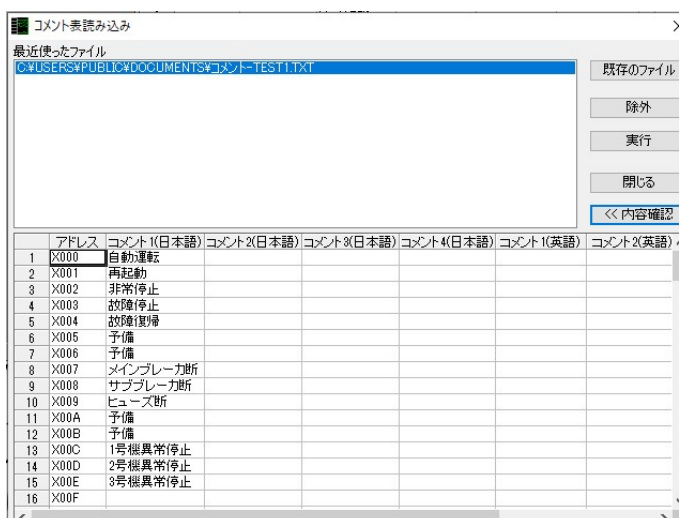 コメント表読み込み
最近使ったファイル
C:¥USERS¥PUBLIC¥DOCUMENTS¥コメント-TEST1.TXT
既存のファイル
除外
実行
閉じる
<< 内容確認
アドレス コメント1(日本語) コメント2(日本語) コメント3(日本語) コメント4(日本語) コメント1(英語) コメント2(英語)
1 X000 自動運転
2 X001 再起動
3 X002 非常停止
4 X003 故障停止
5 X004 故障復帰
6 X005 予備
7 X006 予備
8 X007 メインブレーカ断
9 X008 サブブレーカ断
10 X009 ヒューズ断
11 X00A 予備
12 X00B 予備
13 X00C 1号機異常停止
14 X00D 2号機異常停止
15 X00E 3号機異常停止
16 X00F